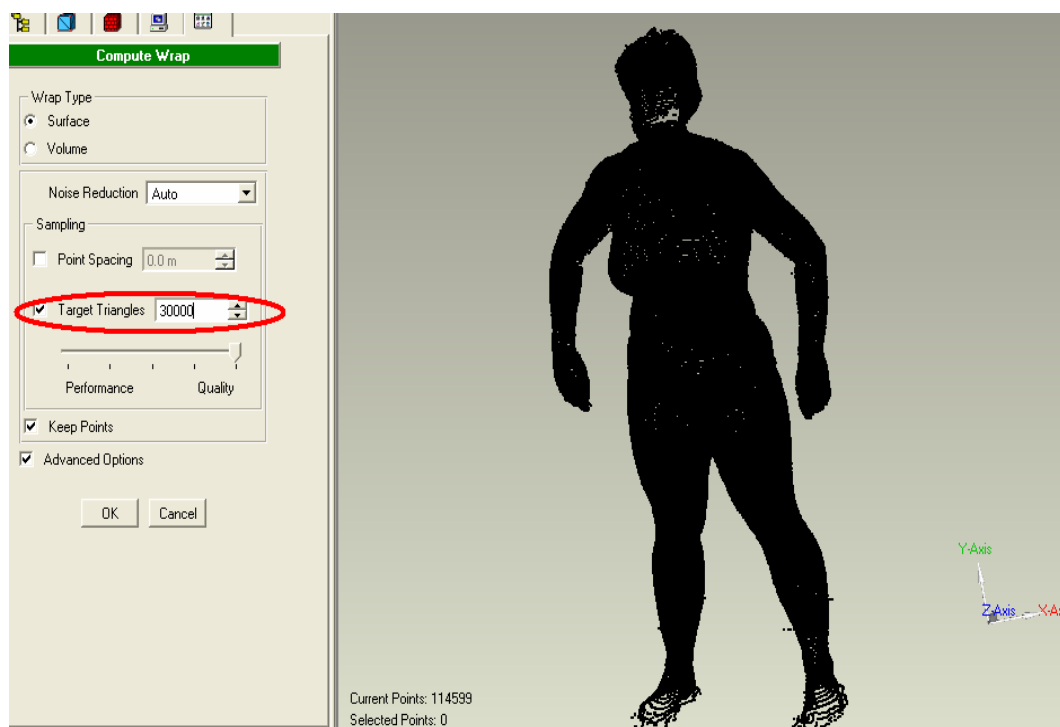 Compute Wrap
Wrap Type
Surface
Volume
Noise Reduction Auto
Sampling
Point Spacing 0.0 m
Target Triangles 30000
Performance Quality
Keep Points
Advanced Options
OK Cancel
Y-Axis
Z-Axis X-A
Current Points: 114599
Selected Points: 0